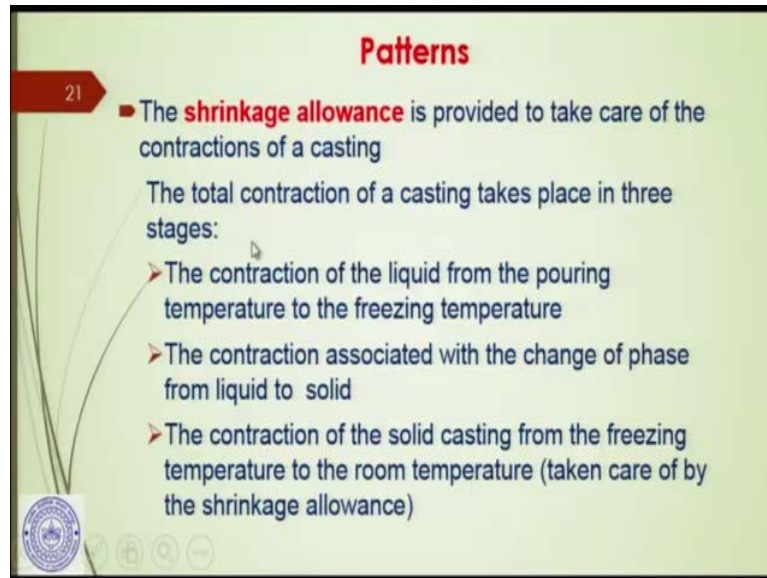 Patterns
21
The shrinkage allowance is provided to take care of the
contractions of a casting
The total contraction of a casting takes place in three
stages:
The contraction of the liquid from the pouring
temperature to the freezing temperature
The contraction associated with the change of phase
from liquid to solid
The contraction of the solid casting from the freezing
temperature to the room temperature (taken care of by
the shrinkage allowance)